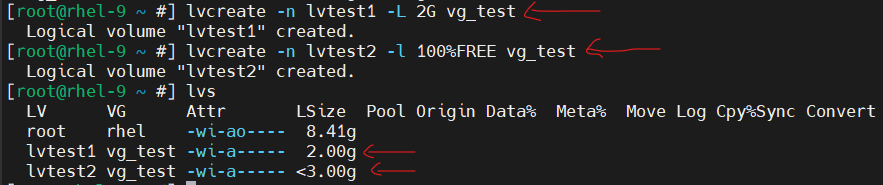 [root@rhel-9 ~ #] lvcreate -n lvtest1 -L 2G vg_test
  Logical volume "lvtest1" created.
[root@rhel-9 ~ #] lvcreate -n lvtest2 -l 100%FREE vg_test
  Logical volume "lvtest2" created.
[root@rhel-9 ~ #] lvs
  LV      VG      Attr       LSize  Pool Origin Data%  Meta%  Move Log Cpy%Sync Convert
  root    rhel    -wi-ao----  8.41g
  lvtest1 vg_test -wi-a-----  2.00g
  lvtest2 vg_test -wi-a----- <3.00g